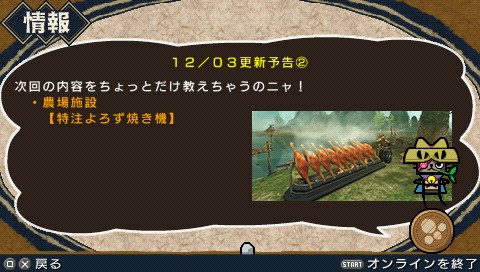 情報
12/03更新予告②
次回の内容をちょっとだけ教えちゃうのニャ!
・農場施設
【特注よろず焼き機】
□×戻る
START オンラインを終了